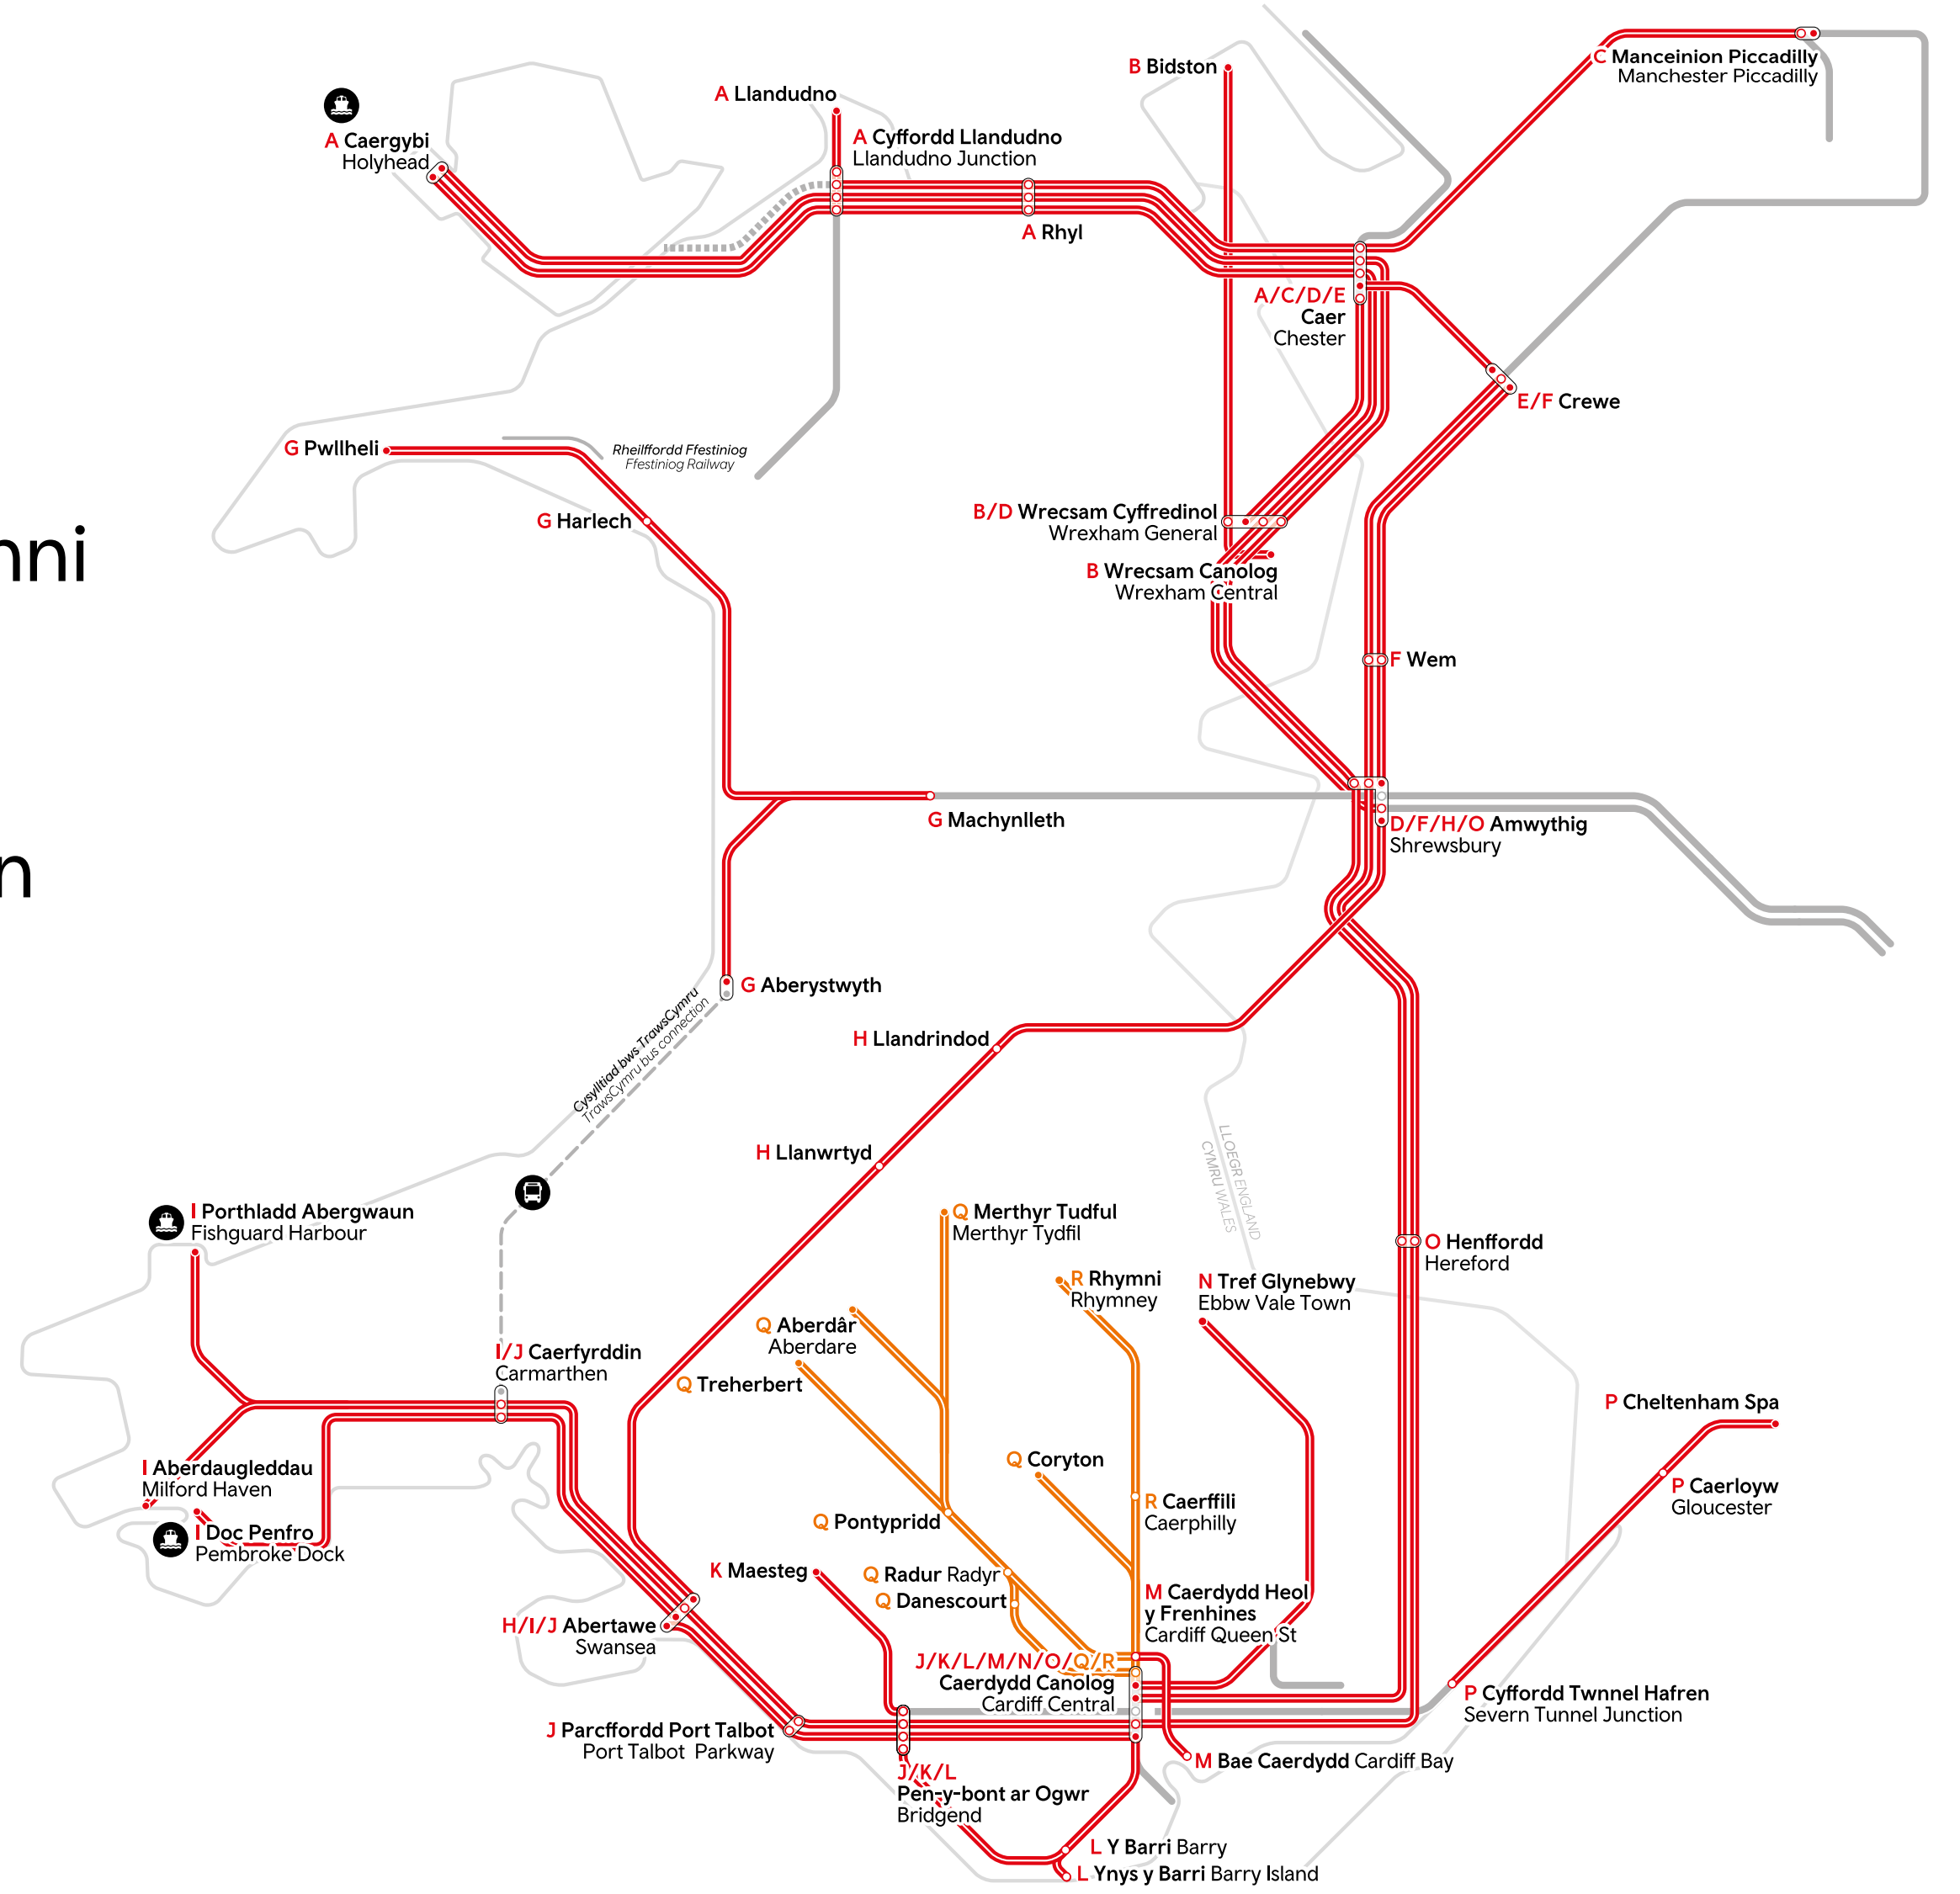 C Manceinion Piccadilly
Manchester Piccadilly
B Bidston
A Llandudno
A Caergybi
Holyhead
A Cyffordd Llandudno
Llandudno Junction
A Rhyl
A/C/D/E
Caer
Chester
E/F Crewe
G Pwllheli
Rheilffordd Ffestiniog
Ffestiniog Railway
G Harlech
B/D Wrecsam Cyffredinol
Wrexham General
nni
B Wrecsam Canolog
Wrexham Central
F Wem
G Machynlleth
D/F/H/O Amwythig
Shrewsbury
n
G Aberystwyth
Cysylltiad bws TrawsCymru
TrawsCymru bus connection
H Llandrindod
H Llanwrtyd
LLOEGR ENGLAND
CYMRU WALES
I Porthladd Abergwaun
Fishguard Harbour
Q Merthyr Tudful
Merthyr Tydfil
O Henffordd
Hereford
R Rhymni
Rhymney
N Tref Glynebwy
Ebbw Vale Town
Q Aberdâr
Aberdare
I/J Caerfyrddin
Carmarthen
Q Treherbert
P Cheltenham Spa
I Aberdaugleddau
Milford Haven
Q Coryton
P Caerloyw
Gloucester
R Caerffili
Caerphilly
Q Pontypridd
I Doc Penfro
Pembroke Dock
K Maesteg
Q Radur Radyr
Q Danescourt
M Caerdydd Heol
y Frenhines
Cardiff Queen St
H/I/J Abertawe
Swansea
J/K/L/M/N/O/Q/R
Caerdydd Canolog
Cardiff Central
P Cyffordd Twnnel Hafren
Severn Tunnel Junction
J Parcffordd Port Talbot
Port Talbot Parkway
M Bae Caerdydd Cardiff Bay
J/K/L
Pen-y-bont ar Ogwr
Bridgend
L Y Barri Barry
L Ynys y Barri Barry Island